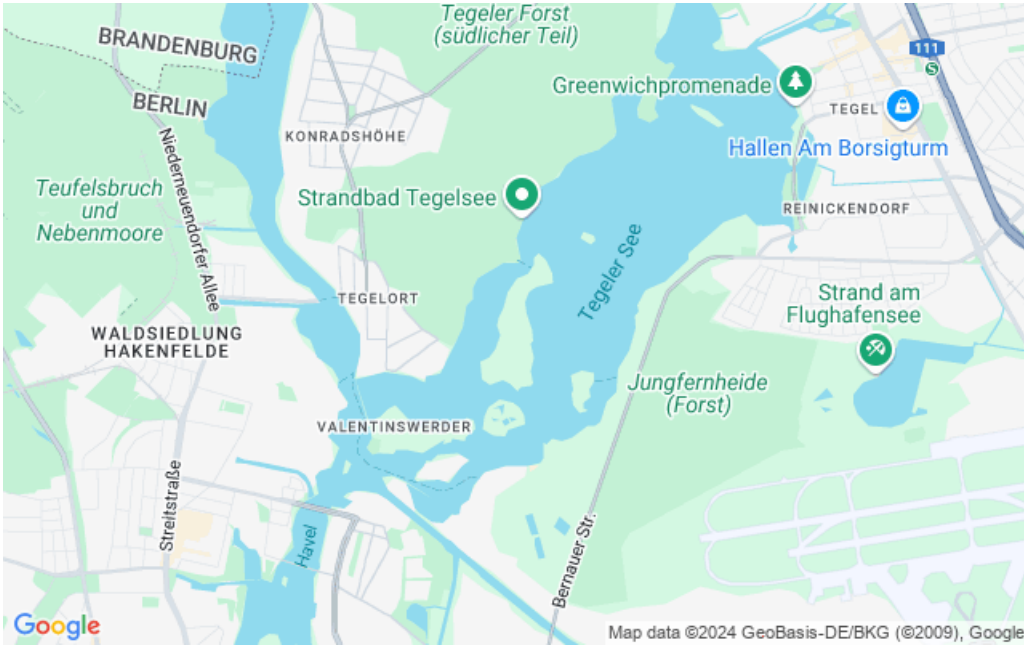 Tegeler Forst
(südlicher Teil)
BRANDENBURG
111
S
Greenwichpromenade
TEGEL
BERLIN
KONRADSHÖHE
Hallen Am Borsigturm
Niederneuendorfer Allee
Teufelsbruch
und
Nebenmoore
Strandbad Tegelsee
REINICKENDORF
Tegeler See
TEGELORT
Strand am
Flughafensee
WALDSIEDLUNG
HAKENFELDE
Jungfernheide
(Forst)
VALENTINSWERDER
Streitstraße
Havel
Bernauer Str.
Google
Map data ©2024 GeoBasis-DE/BKG (©2009), Google